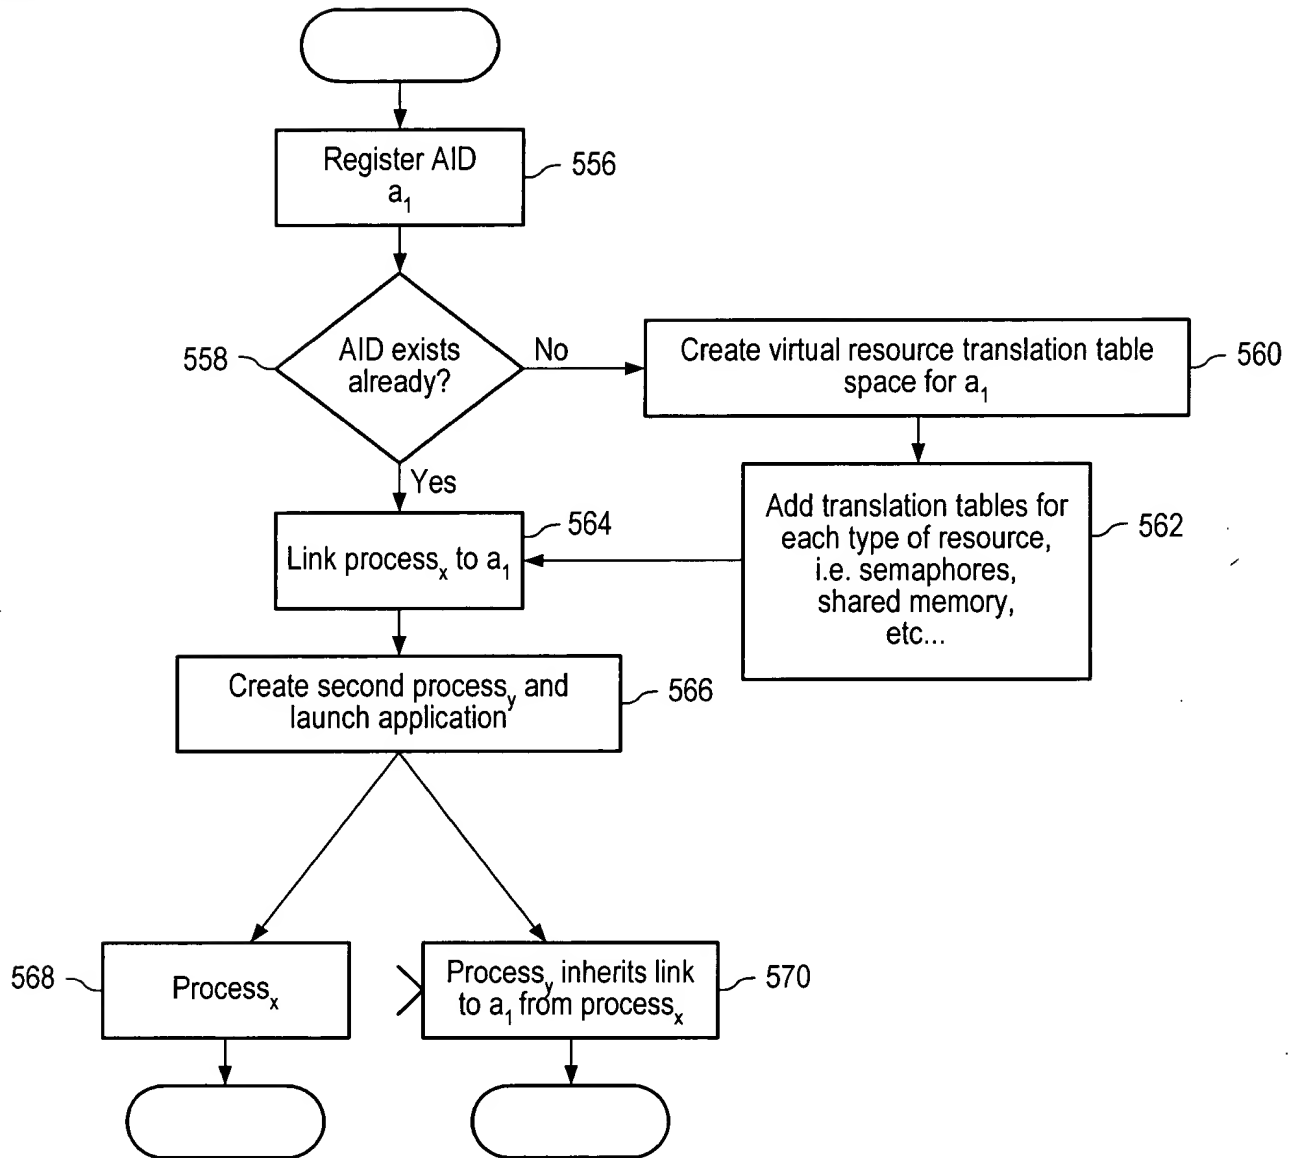 Register AID
a1
556
558
AID exists
already?
No
Yes
Create virtual resource translation table
space for a1
560
Add translation tables for
each type of resource,
i.e. semaphores,
shared memory,
etc...
562
564
Link processx to a1
Create second processy and
launch application
566
568
Processx
Processy inherits link
to a1 from processx
570